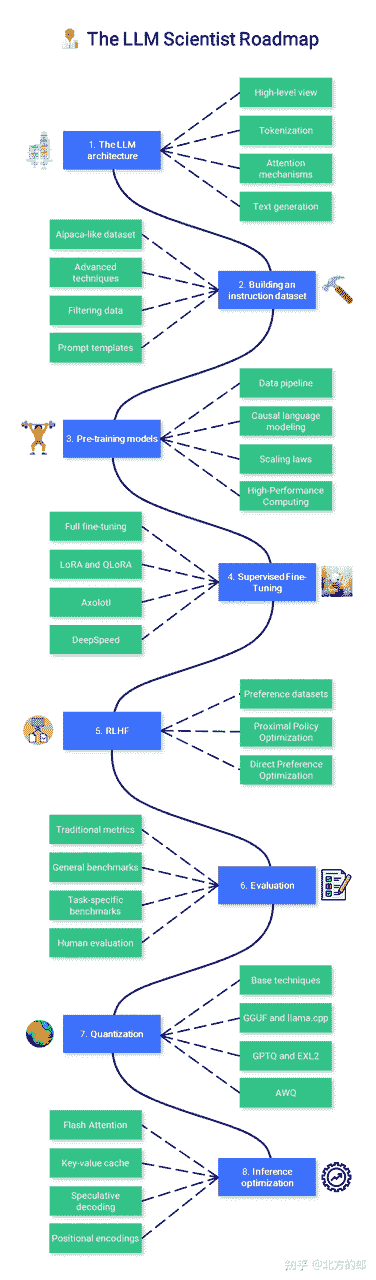 The LLM Scientist Roadmap
High-level view
1. The LLM
architecture
Tokenization
Attention
mechanisms
Text generation
Alpaca-like dataset
Advanced
techniques
2. Building an
instruction dataset
Filtering data
Prompt templates
Data pipeline
3. Pre-training models
Causal language
modeling
Scaling laws
High-Performance
Computing
Full fine-tuning
LoRA and QLoRA
4. Supervised Fine-
Tuning
Axolotl
DeepSpeed
Preference datasets
5. RLHF
Proximal Policy
Optimization
Direct Preference
Optimization
Traditional metrics
General benchmarks
6. Evaluation
Task-specific
benchmarks
Human evaluation
Base techniques
7. Quantization
GGUF and llama.cpp
GPTQ and EXL2
AWQ
Flash Attention
Key-value cache
8. Inference
optimization
Speculative
decoding
Positional encodings
知乎 @北方的郎